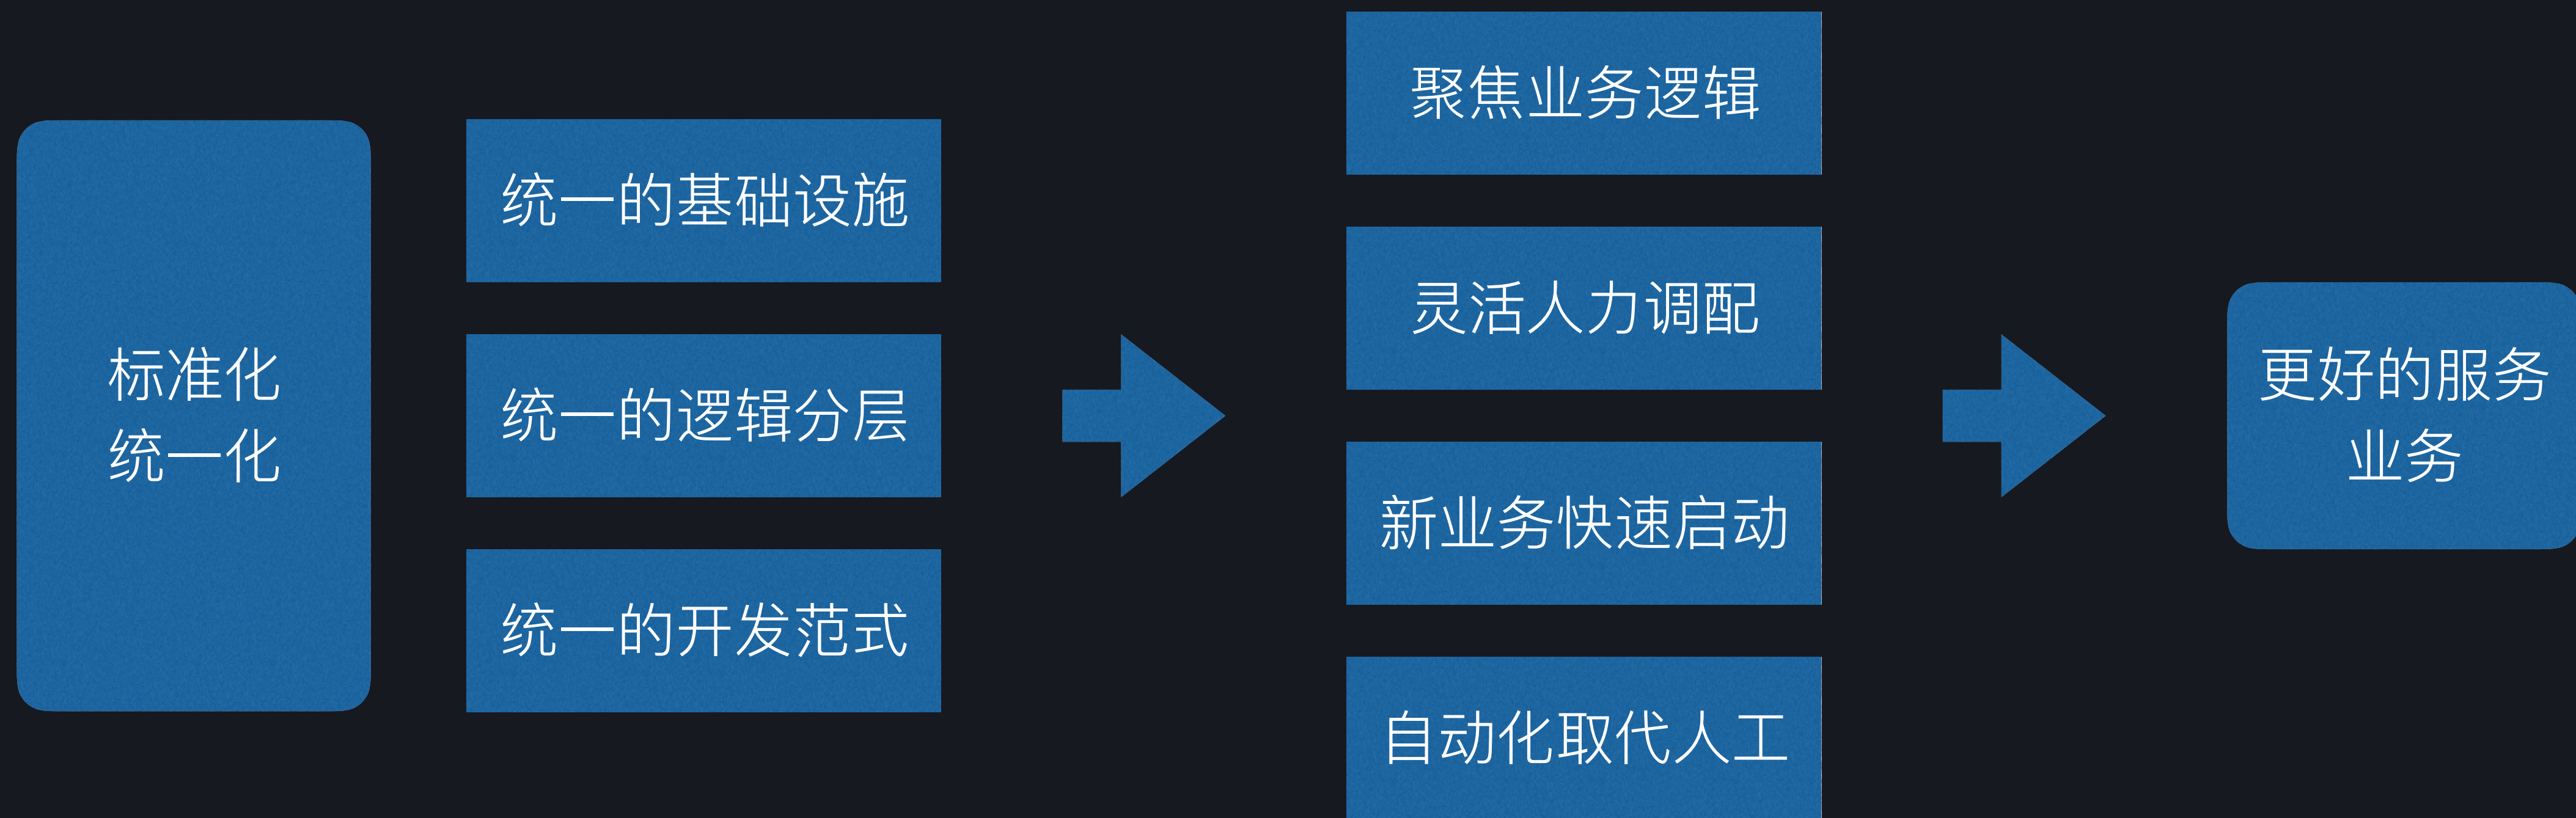 标准化
统一化
统一的基础设施
统一的逻辑分层
统一的开发范式
聚焦业务逻辑
灵活人力调配
新业务快速启动
自动化取代人工
更好的服务
业务